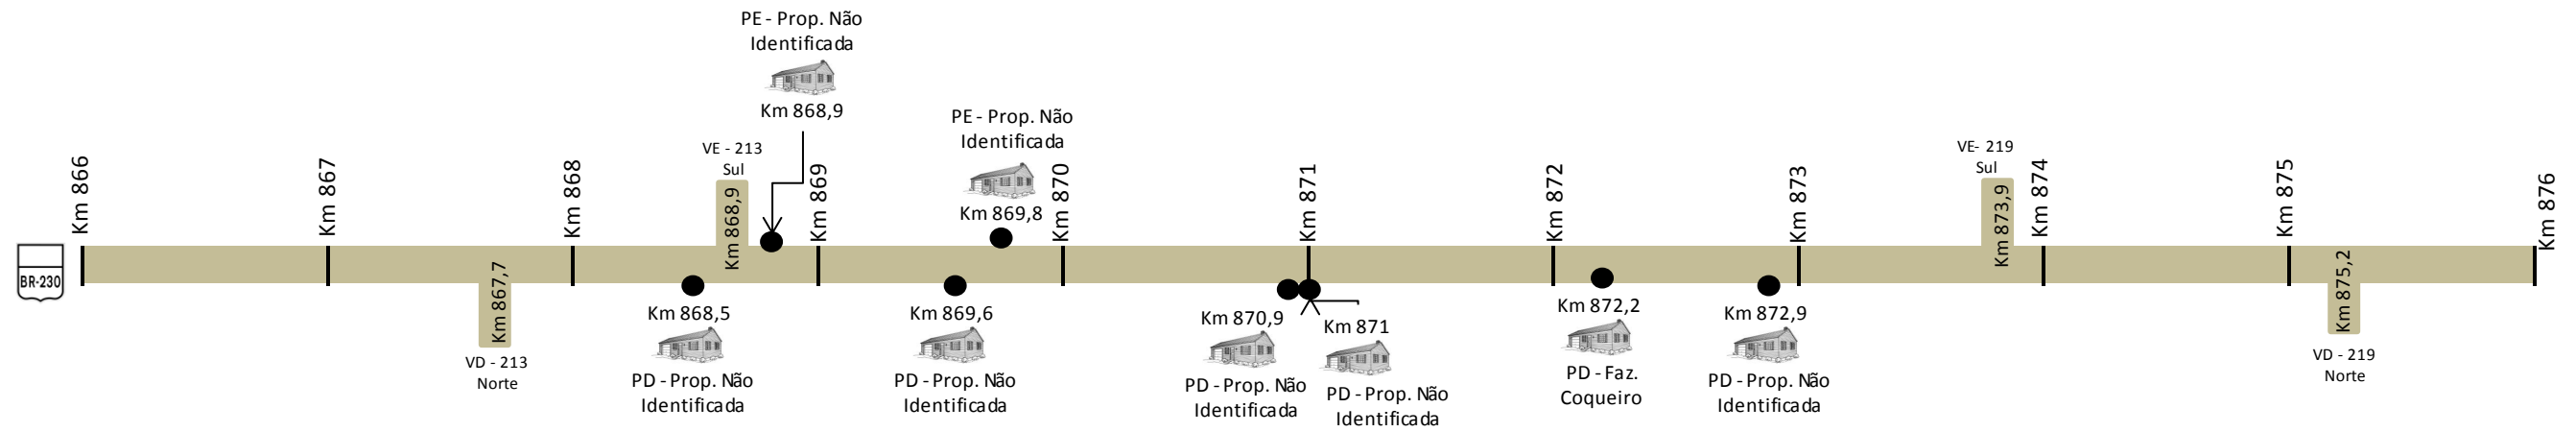 PE - Prop. Não
Identificada
Km 868,9
PE - Prop. Não
Identificada
Km 869,8
VE - 213
Sul
Km 868,9
VE- 219
Sul
Km 873,9
Km 866
Km 867
Km 868
Km 869
Km 870
Km 871
Km 872
Km 873
Km 874
Km 875
Km 876
BR-230
Km 867,7
VD - 213
Norte
Km 868,5
PD - Prop. Não
Identificada
Km 869,6
PD - Prop. Não
Identificada
Km 870,9
PD - Prop. Não
Identificada
Km 871
PD - Prop. Não
Identificada
Km 872,2
PD - Faz.
Coqueiro
Km 872,9
PD - Prop. Não
Identificada
Km 875,2
VD - 219
Norte